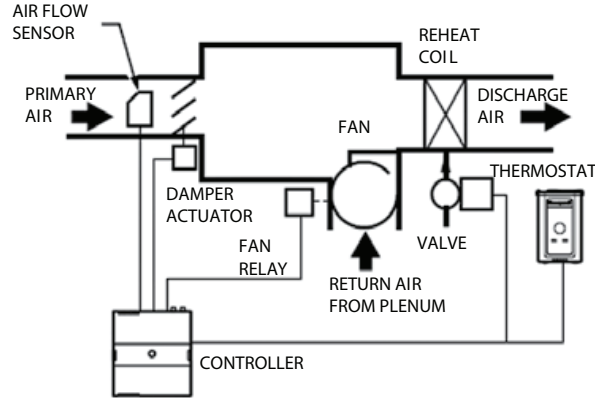 AIR FLOW
SENSOR
REHEAT
COIL
PRIMARY
AIR
DISCHARGE
AIR
FAN
THERMOSTAT
DAMPER
ACTUATOR
VALVE
FAN
RELAY
RETURN AIR
FROM PLENUM
CONTROLLER